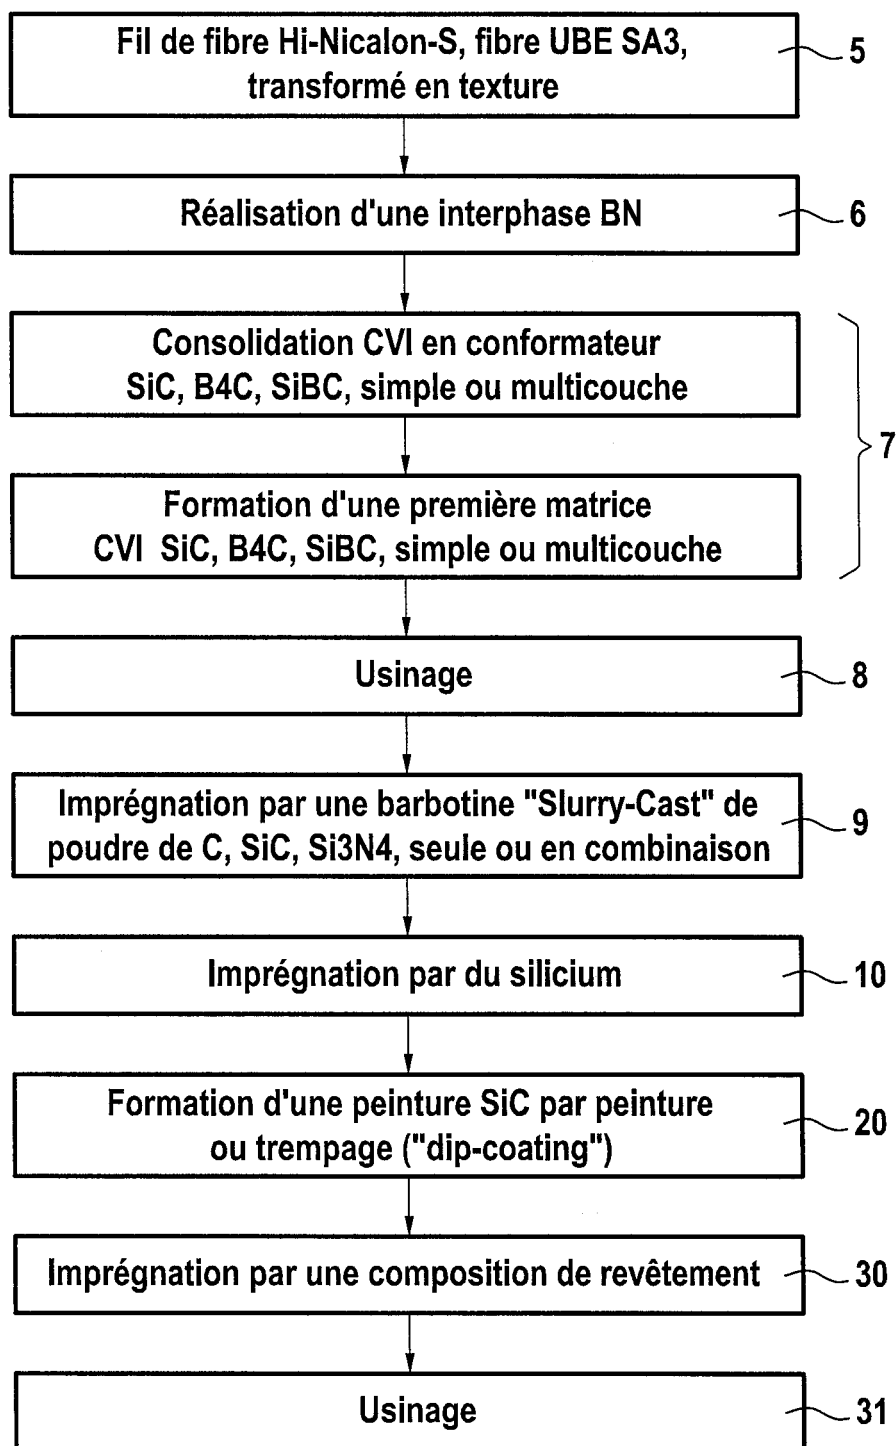 Fil de fibre Hi-Nicalon-S, fibre UBE SA3,
transformé en texture
5
Réalisation d'une interphase BN
6
Consolidation CVI en conformateur
SiC, B4C, SiBC, simple ou multicouche
Formation d'une première matrice
CVI SiC, B4C, SiBC, simple ou multicouche
7
Usinage
8
Imprégnation par une barbotine "Slurry-Cast" de
poudre de C, SiC, Si3N4, seule ou en combinaison
9
Imprégnation par du silicium
10
Formation d'une peinture SiC par peinture
ou trempage ("dip-coating")
20
Imprégnation par une composition de revêtement
30
Usinage
31